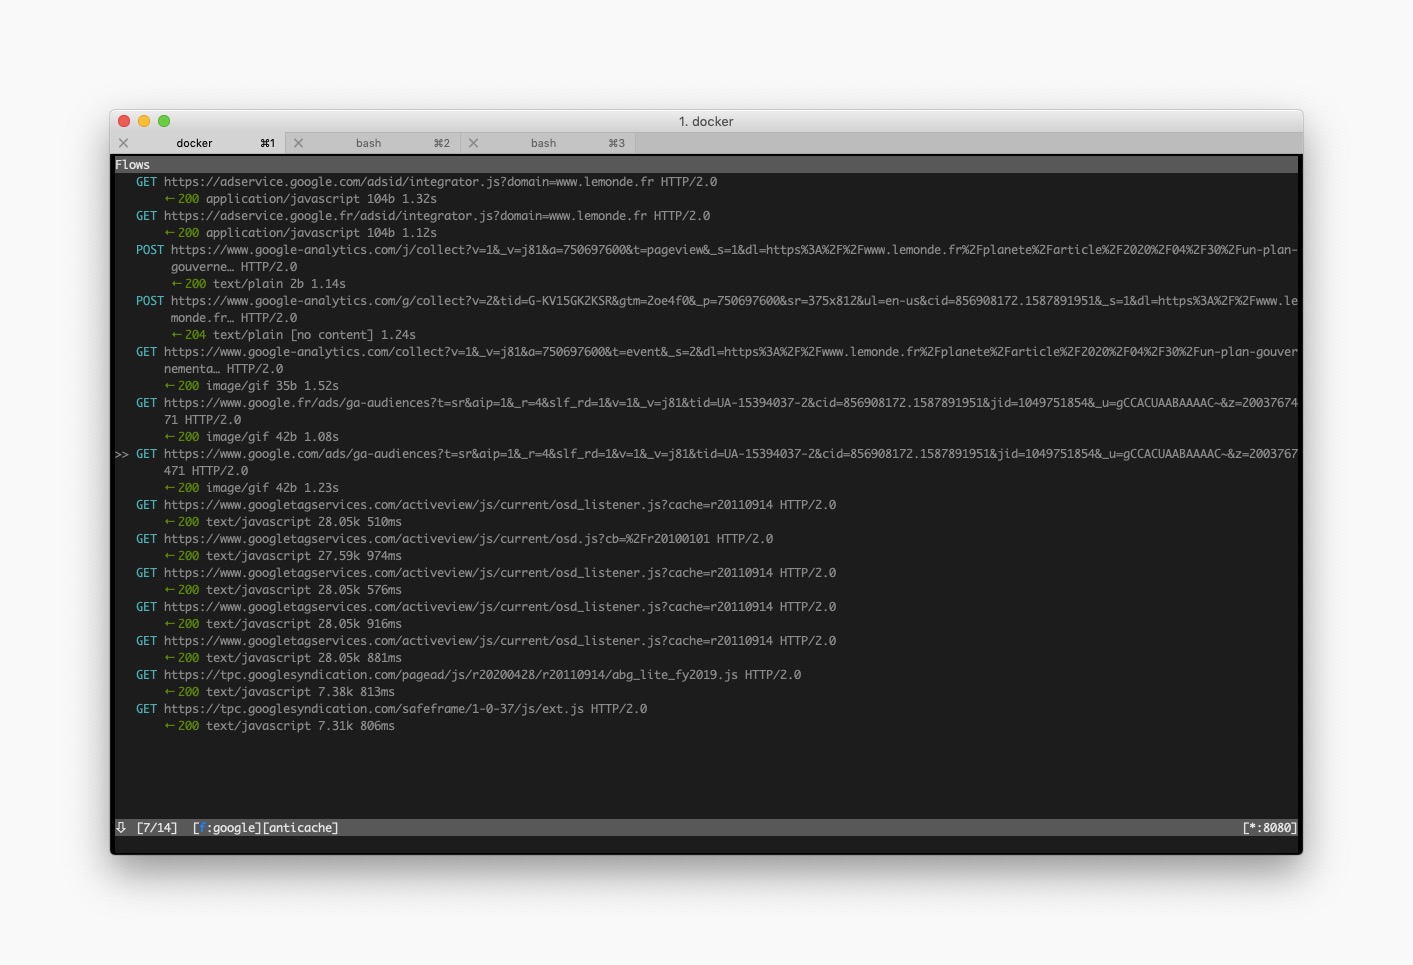 1. docker
docker ⌘1 bash ⌘2 bash ⌘3
Flows
GET https://adservice.google.com/adsid/integrator.js?domain=www.lemonde.fr HTTP/2.0
← 200 application/javascript 104b 1.32s
GET https://adservice.google.fr/adsid/integrator.js?domain=www.lemonde.fr HTTP/2.0
← 200 application/javascript 104b 1.12s
POST https://www.google-analytics.com/j/collect?v=1&_v=j81&a=750697600&t=pageview&_s=1&dl=https%3A%2F%2Fwww.lemonde.fr%2Fplanete%2Farticle%2F2020%2F04%2F30%2Fun-plan-
gouverne… HTTP/2.0
← 200 text/plain 2b 1.14s
POST https://www.google-analytics.com/g/collect?v=2&tid=G-KV15GK2KSR&gtm=2oe4f0&_p=750697600&sr=375x812&ul=en-us&cid=856908172.1587891951&_s=1&dl=https%3A%2F%2Fwww.le
monde.fr… HTTP/2.0
← 204 text/plain [no content] 1.24s
GET https://www.google-analytics.com/collect?v=1&_v=j81&a=750697600&t=event&_s=2&dl=https%3A%2F%2Fwww.lemonde.fr%2Fplanete%2Farticle%2F2020%2F04%2F30%2Fun-plan-gouver
nementa… HTTP/2.0
← 200 image/gif 35b 1.52s
GET https://www.google.fr/ads/ga-audiences?t=sr&aip=1&_r=4&slf_rd=1&v=1&_v=j81&tid=UA-15394037-2&cid=856908172.1587891951&jid=1049751854&_u=gCCACUAABAAAAC~&z=20037674
71 HTTP/2.0
← 200 image/gif 42b 1.08s
>> GET https://www.google.com/ads/ga-audiences?t=sr&aip=1&_r=4&slf_rd=1&v=1&_v=j81&tid=UA-15394037-2&cid=856908172.1587891951&jid=1049751854&_u=gCCACUAABAAAAC~&z=2003767
471 HTTP/2.0
← 200 image/gif 42b 1.23s
GET https://www.googletagservices.com/activeview/js/current/osd_listener.js?cache=r20110914 HTTP/2.0
← 200 text/javascript 28.05k 510ms
GET https://www.googletagservices.com/activeview/js/current/osd.js?cb=%2Fr20100101 HTTP/2.0
← 200 text/javascript 27.59k 974ms
GET https://www.googletagservices.com/activeview/js/current/osd_listener.js?cache=r20110914 HTTP/2.0
← 200 text/javascript 28.05k 576ms
GET https://www.googletagservices.com/activeview/js/current/osd_listener.js?cache=r20110914 HTTP/2.0
← 200 text/javascript 28.05k 916ms
GET https://www.googletagservices.com/activeview/js/current/osd_listener.js?cache=r20110914 HTTP/2.0
← 200 text/javascript 28.05k 881ms
GET https://tpc.googlesyndication.com/pagead/js/r20200428/r20110914/abg_lite_fy2019.js HTTP/2.0
← 200 text/javascript 7.38k 813ms
GET https://tpc.googlesyndication.com/safeframe/1-0-37/js/ext.js HTTP/2.0
← 200 text/javascript 7.31k 806ms
⇩ [7/14] [f:google][anticache] [*:8080]